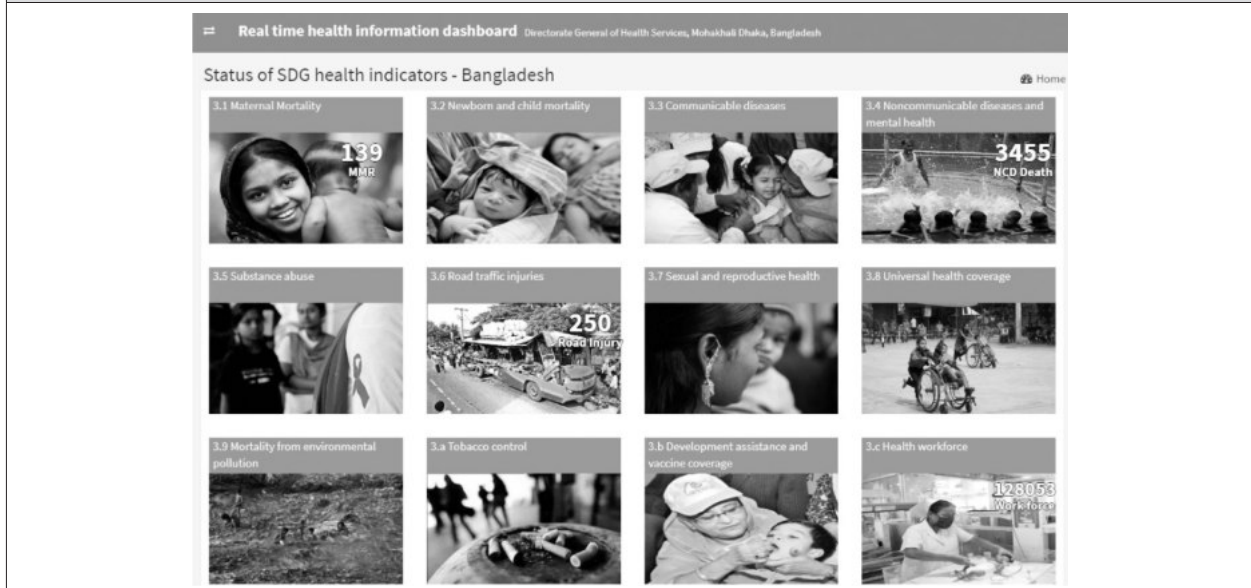 Real time health information dashboard Directorate General of Health Services, Mohakhali Dhaka, Bangladesh
Status of SDG health indicators - Bangladesh
Home
3.1 Maternal Mortality
139
MMR
3.2 Newborn and child mortality
3.3 Communicable diseases
3.4 Noncommunicable diseases and
mental health
3455
NCD Death
3.5 Substance abuse
3.6 Road traffic injuries
250
Road Injury
3.7 Sexual and reproductive health
3.8 Universal health coverage
3.9 Mortality from environmental
pollution
3.a Tobacco control
3.b Development assistance and
vaccine coverage
3.c Health workforce
128053
Work force